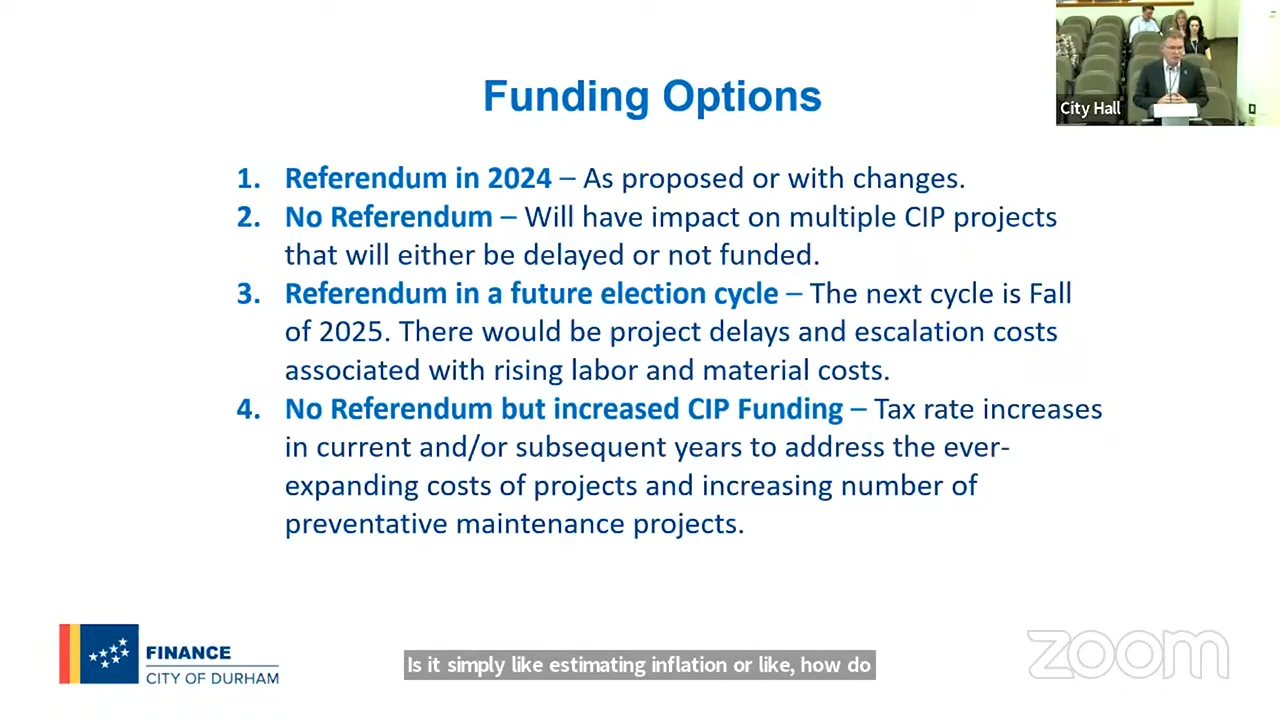 Funding Options
City Hall
1. Referendum in 2024 – As proposed or with changes.
2. No Referendum – Will have impact on multiple CIP projects
that will either be delayed or not funded.
3. Referendum in a future election cycle – The next cycle is Fall
of 2025. There would be project delays and escalation costs
associated with rising labor and material costs.
4. No Referendum but increased CIP Funding – Tax rate increases
in current and/or subsequent years to address the ever-
expanding costs of projects and increasing number of
preventative maintenance projects.
FINANCE
CITY OF DURHAM
Is it simply like estimating inflation or like, how do
zoom